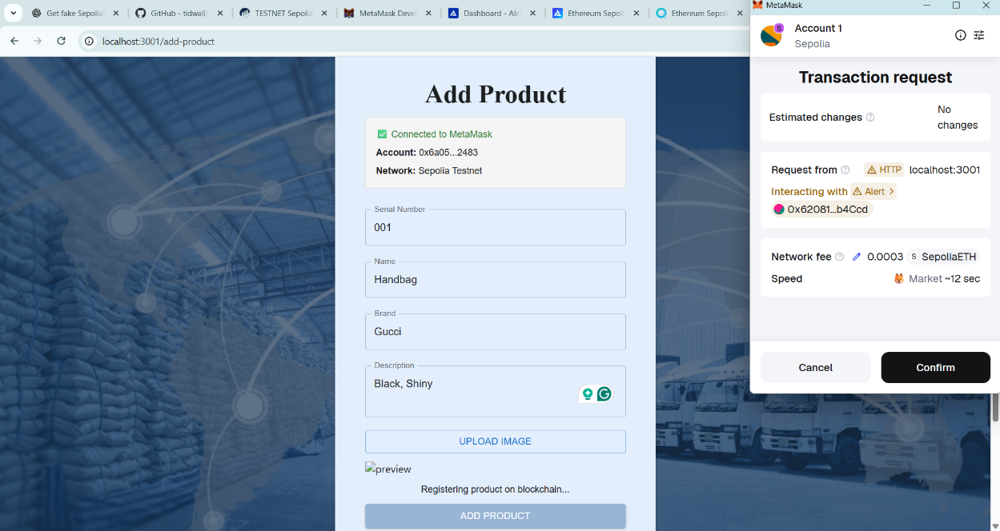 Get fake Sepolia
GitHub - tidwall/
TESTNET Sepolia
MetaMask Devel
Dashboard - Alc
Ethereum Sepoli
Ethereum Sepoli
MetaMask
localhost:3001/add-product
Account 1
Sepolia
S
Transaction request
Estimated changes
No
changes
Request from
HTTP
localhost:3001
Interacting with
Alert
0x62081...b4Ccd
Network fee
0.0003
S
SepoliaETH
Speed
Market ~12 sec
Cancel
Confirm
Add Product
Connected to MetaMask
Account: 0x6a05...2483
Network: Sepolia Testnet
Serial Number
001
Name
Handbag
Brand
Gucci
Description
Black, Shiny
UPLOAD IMAGE
preview
Registering product on blockchain...
ADD PRODUCT